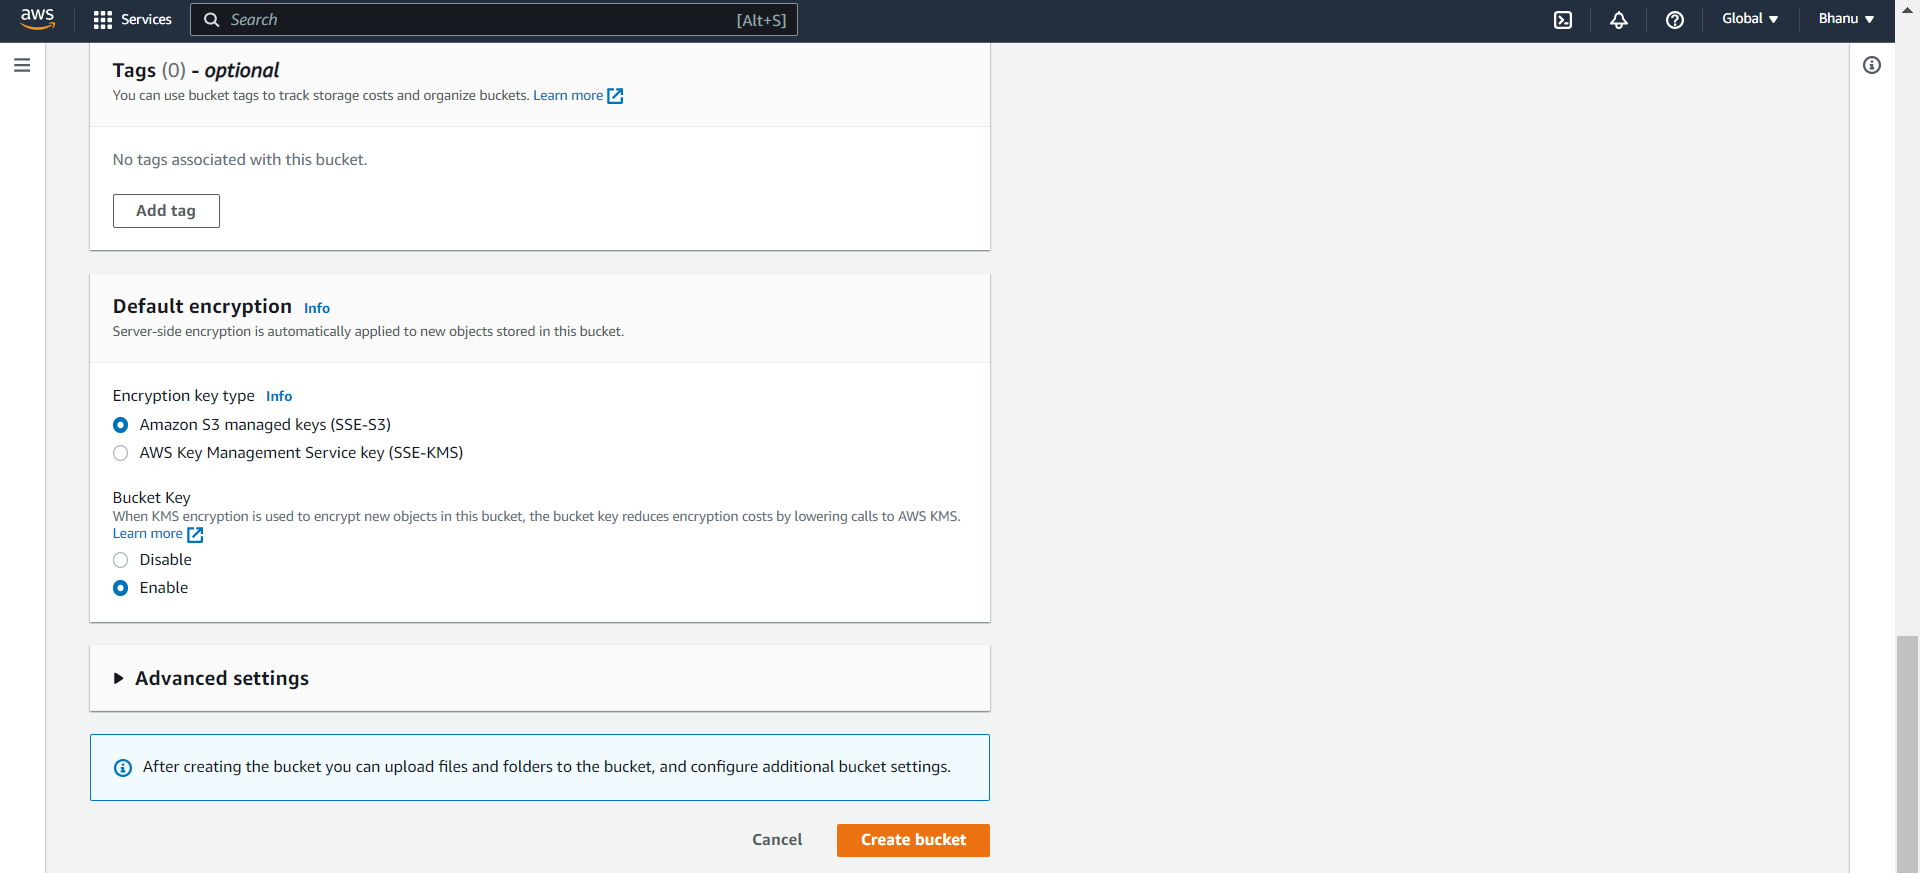 aws Services Search [Alt+S] Global Bhanu
Tags (0) - optional
You can use bucket tags to track storage costs and organize buckets. Learn more
No tags associated with this bucket.
Add tag
Default encryption Info
Server-side encryption is automatically applied to new objects stored in this bucket.
Encryption key type Info
Amazon S3 managed keys (SSE-S3)
AWS Key Management Service key (SSE-KMS)
Bucket Key
When KMS encryption is used to encrypt new objects in this bucket, the bucket key reduces encryption costs by lowering calls to AWS KMS.
Learn more
Disable
Enable
Advanced settings
After creating the bucket you can upload files and folders to the bucket, and configure additional bucket settings.
Cancel Create bucket